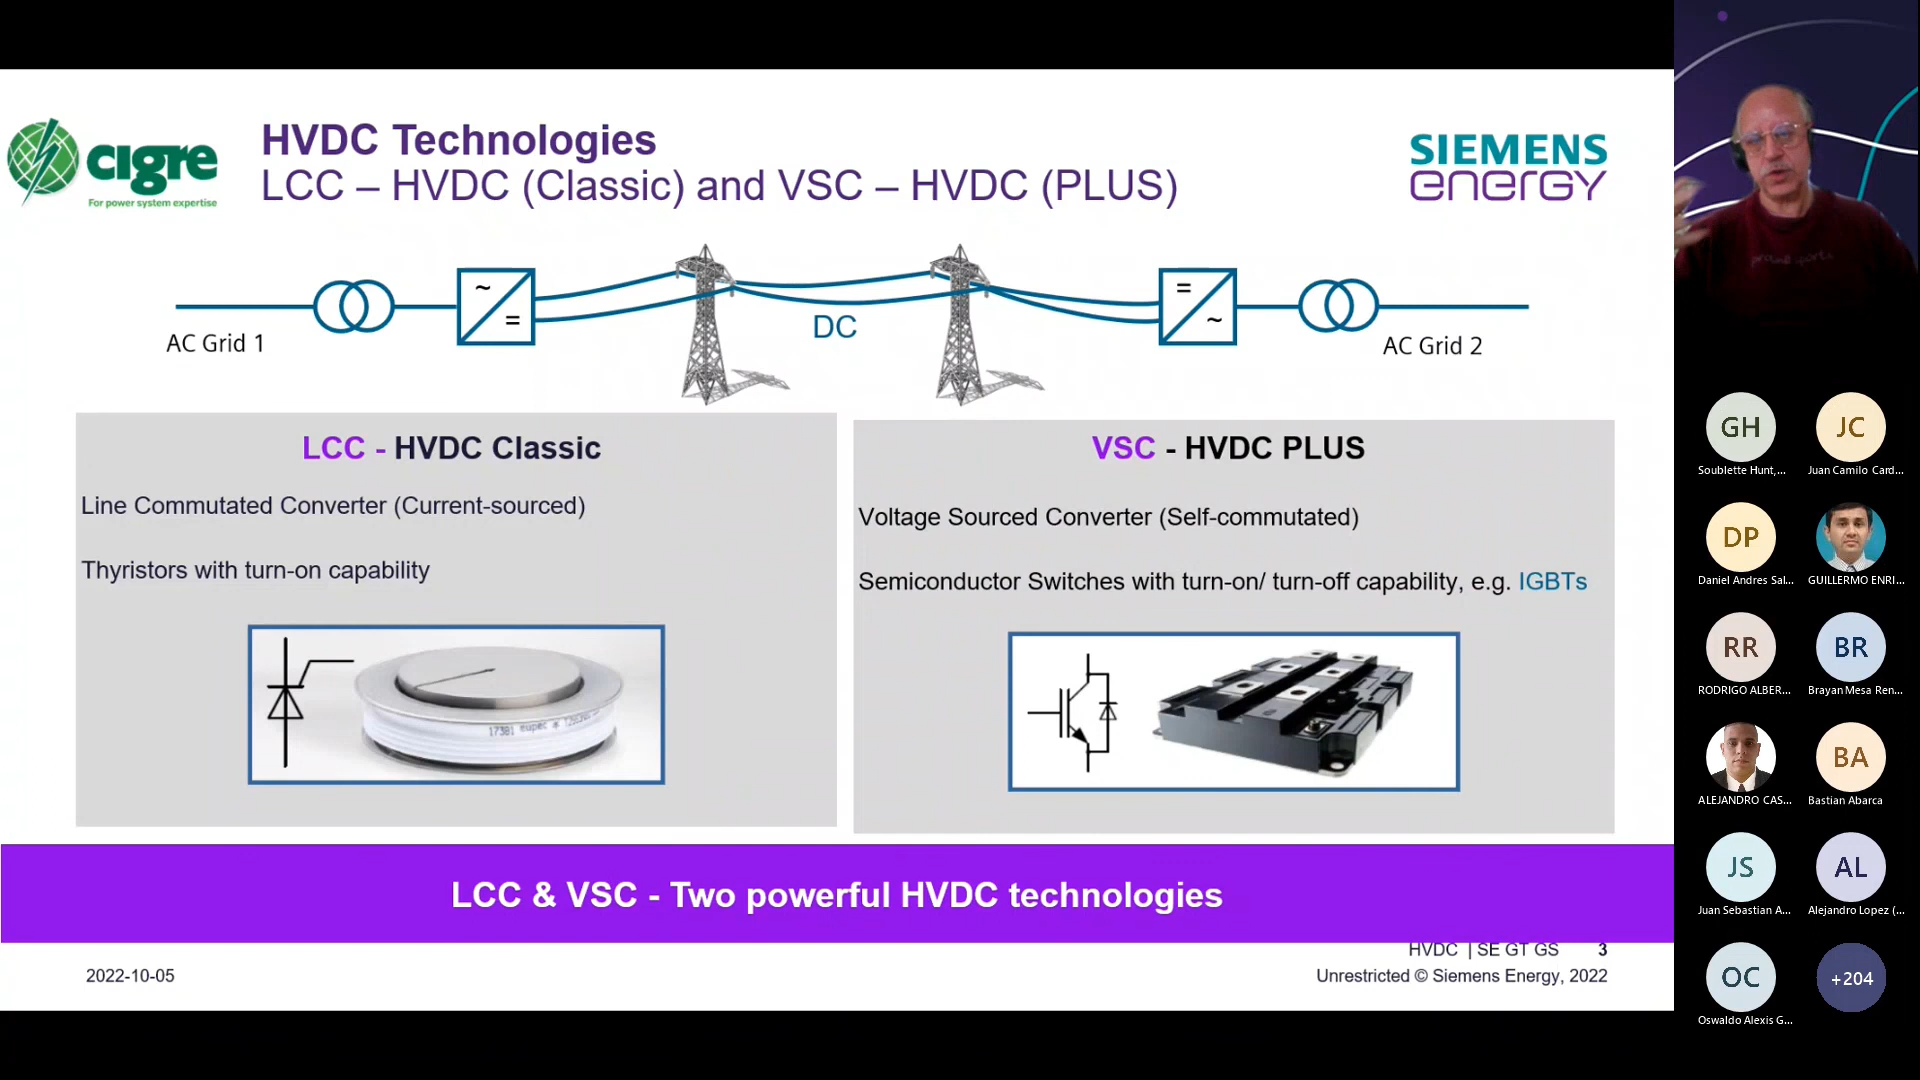 cigre
For power system expertise
HVDC Technologies
LCC – HVDC (Classic) and VSC – HVDC (PLUS)
SIEMENS
energy
~
=
=
~
DC
AC Grid 1
AC Grid 2
LCC - HVDC Classic
Line Commutated Converter (Current-sourced)
Thyristors with turn-on capability
17381 eupec
VSC - HVDC PLUS
Voltage Sourced Converter (Self-commutated)
Semiconductor Switches with turn-on/ turn-off capability, e.g. IGBTs
LCC & VSC - Two powerful HVDC technologies
HVDC | SE GT GS 3
2022-10-05
Unrestricted © Siemens Energy, 2022
GH
Soublette Hunt,...
JC
Juan Camilo Card...
DP
Daniel Andres Sal...
GUILLERMO ENRI...
RR
RODRIGO ALBER...
BR
Brayan Mesa Ren...
ALEJANDRO CAS...
BA
Bastian Abarca
JS
Juan Sebastian A...
AL
Alejandro Lopez (...
OC
Oswaldo Alexis G...
+204